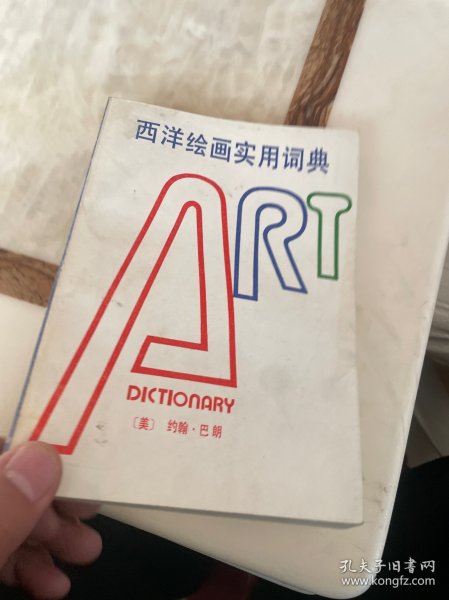 西洋绘画实用词典
ART
DICTIONARY
〔美〕 约翰·巴朗
孔夫子旧书网
www.kongfz.com